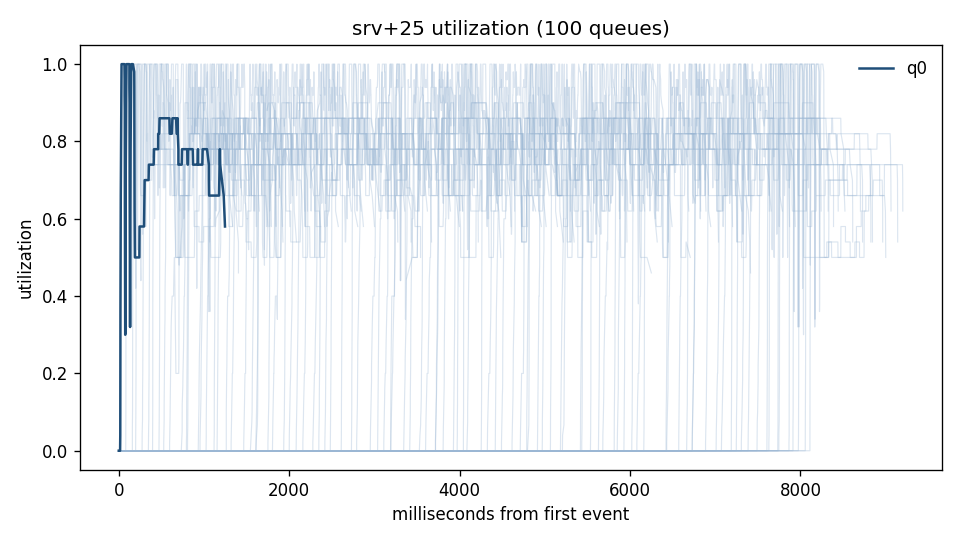 srv+25 utilization (100 queues)
q0
utilization
1.0
0.8
0.6
0.4
0.2
0.0
0 2000 4000 6000 8000
milliseconds from first event